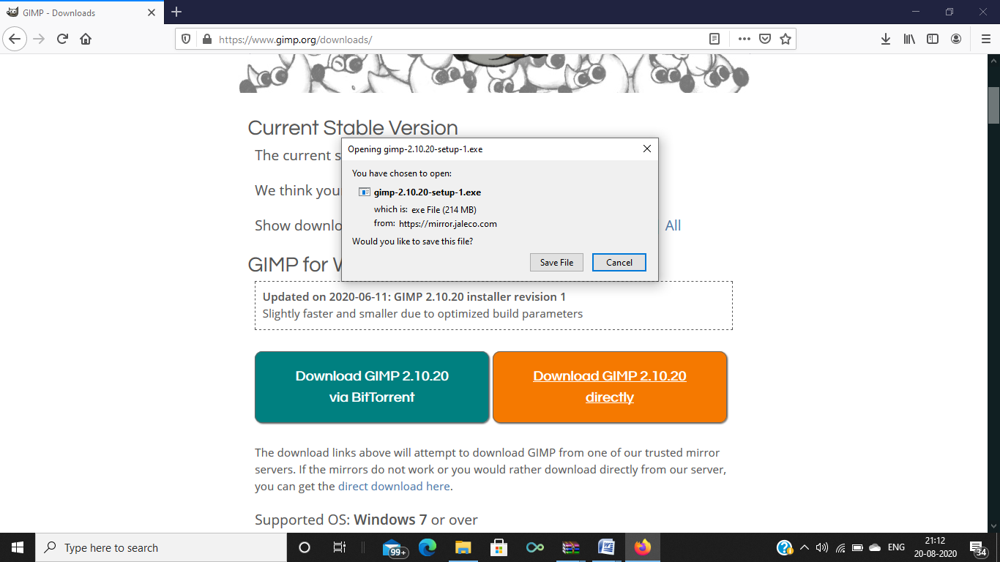 GIMP - Downloads
https://www.gimp.org/downloads/
Current Stable Version
The current s
We think you
Show downlo
All
GIMP for W
Opening gimp-2.10.20-setup-1.exe
You have chosen to open:
gimp-2.10.20-setup-1.exe
which is: exe File (214 MB)
from: https://mirror.jaleco.com
Would you like to save this file?
Save File
Cancel
Updated on 2020-06-11: GIMP 2.10.20 installer revision 1
Slightly faster and smaller due to optimized build parameters
Download GIMP 2.10.20
via BitTorrent
Download GIMP 2.10.20
directly
The download links above will attempt to download GIMP from one of our trusted mirror
servers. If the mirrors do not work or you would rather download directly from our server,
you can get the direct download here.
Supported OS: Windows 7 or over
Type here to search
99+
ENG
21:12
20-08-2020
34